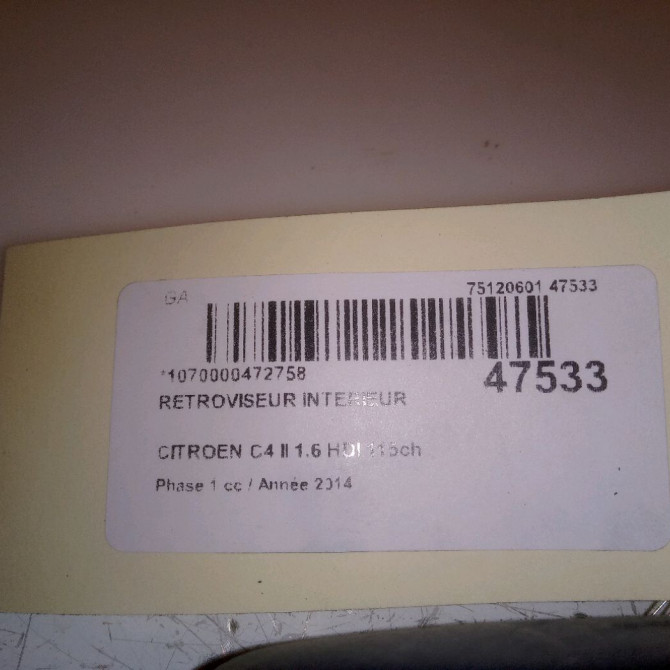 GA 75120601 47533
*1070000472758 47533
RETROVISEUR INTERIEUR
CITROEN C4 II 1.6 HDI 115ch
Phase 1 cc / Année 2014